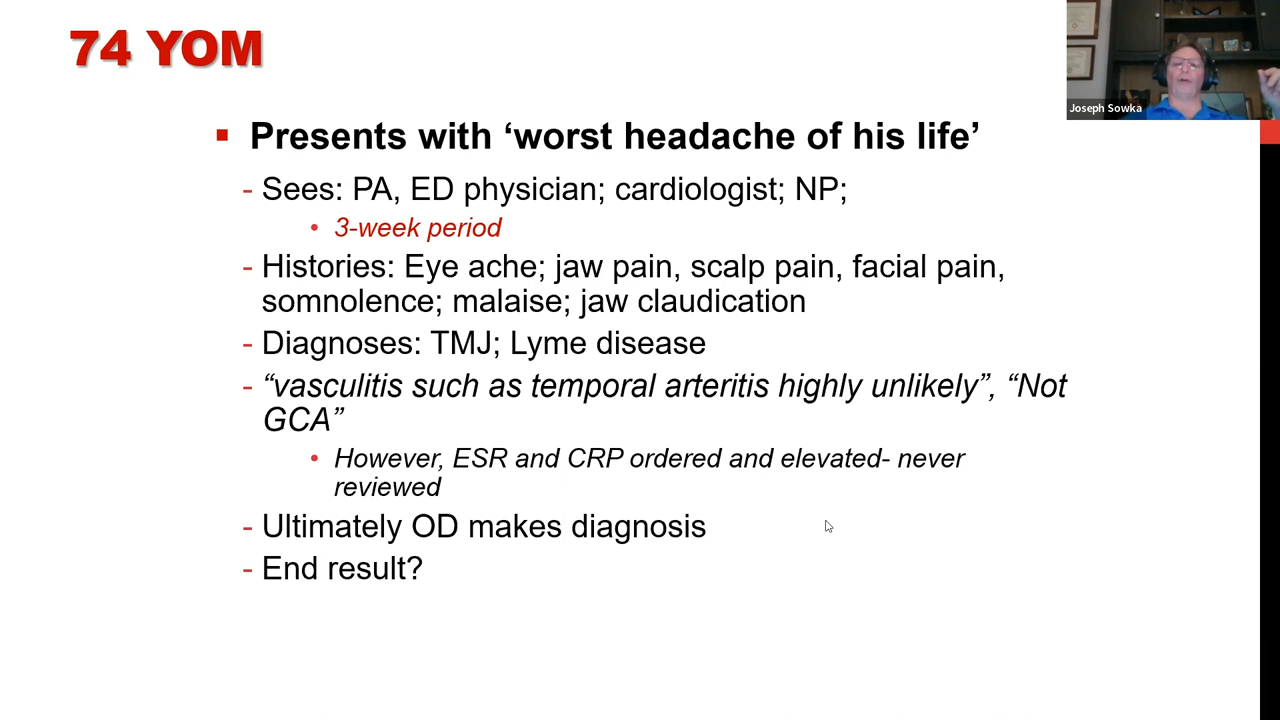 74 YOM
Joseph Sowka
▪ Presents with ‘worst headache of his life’
- Sees: PA, ED physician; cardiologist; NP;
• 3-week period
- Histories: Eye ache; jaw pain, scalp pain, facial pain,
somnolence; malaise; jaw claudication
- Diagnoses: TMJ; Lyme disease
- “vasculitis such as temporal arteritis highly unlikely”, “Not
GCA”
• However, ESR and CRP ordered and elevated- never
reviewed
- Ultimately OD makes diagnosis
- End result?